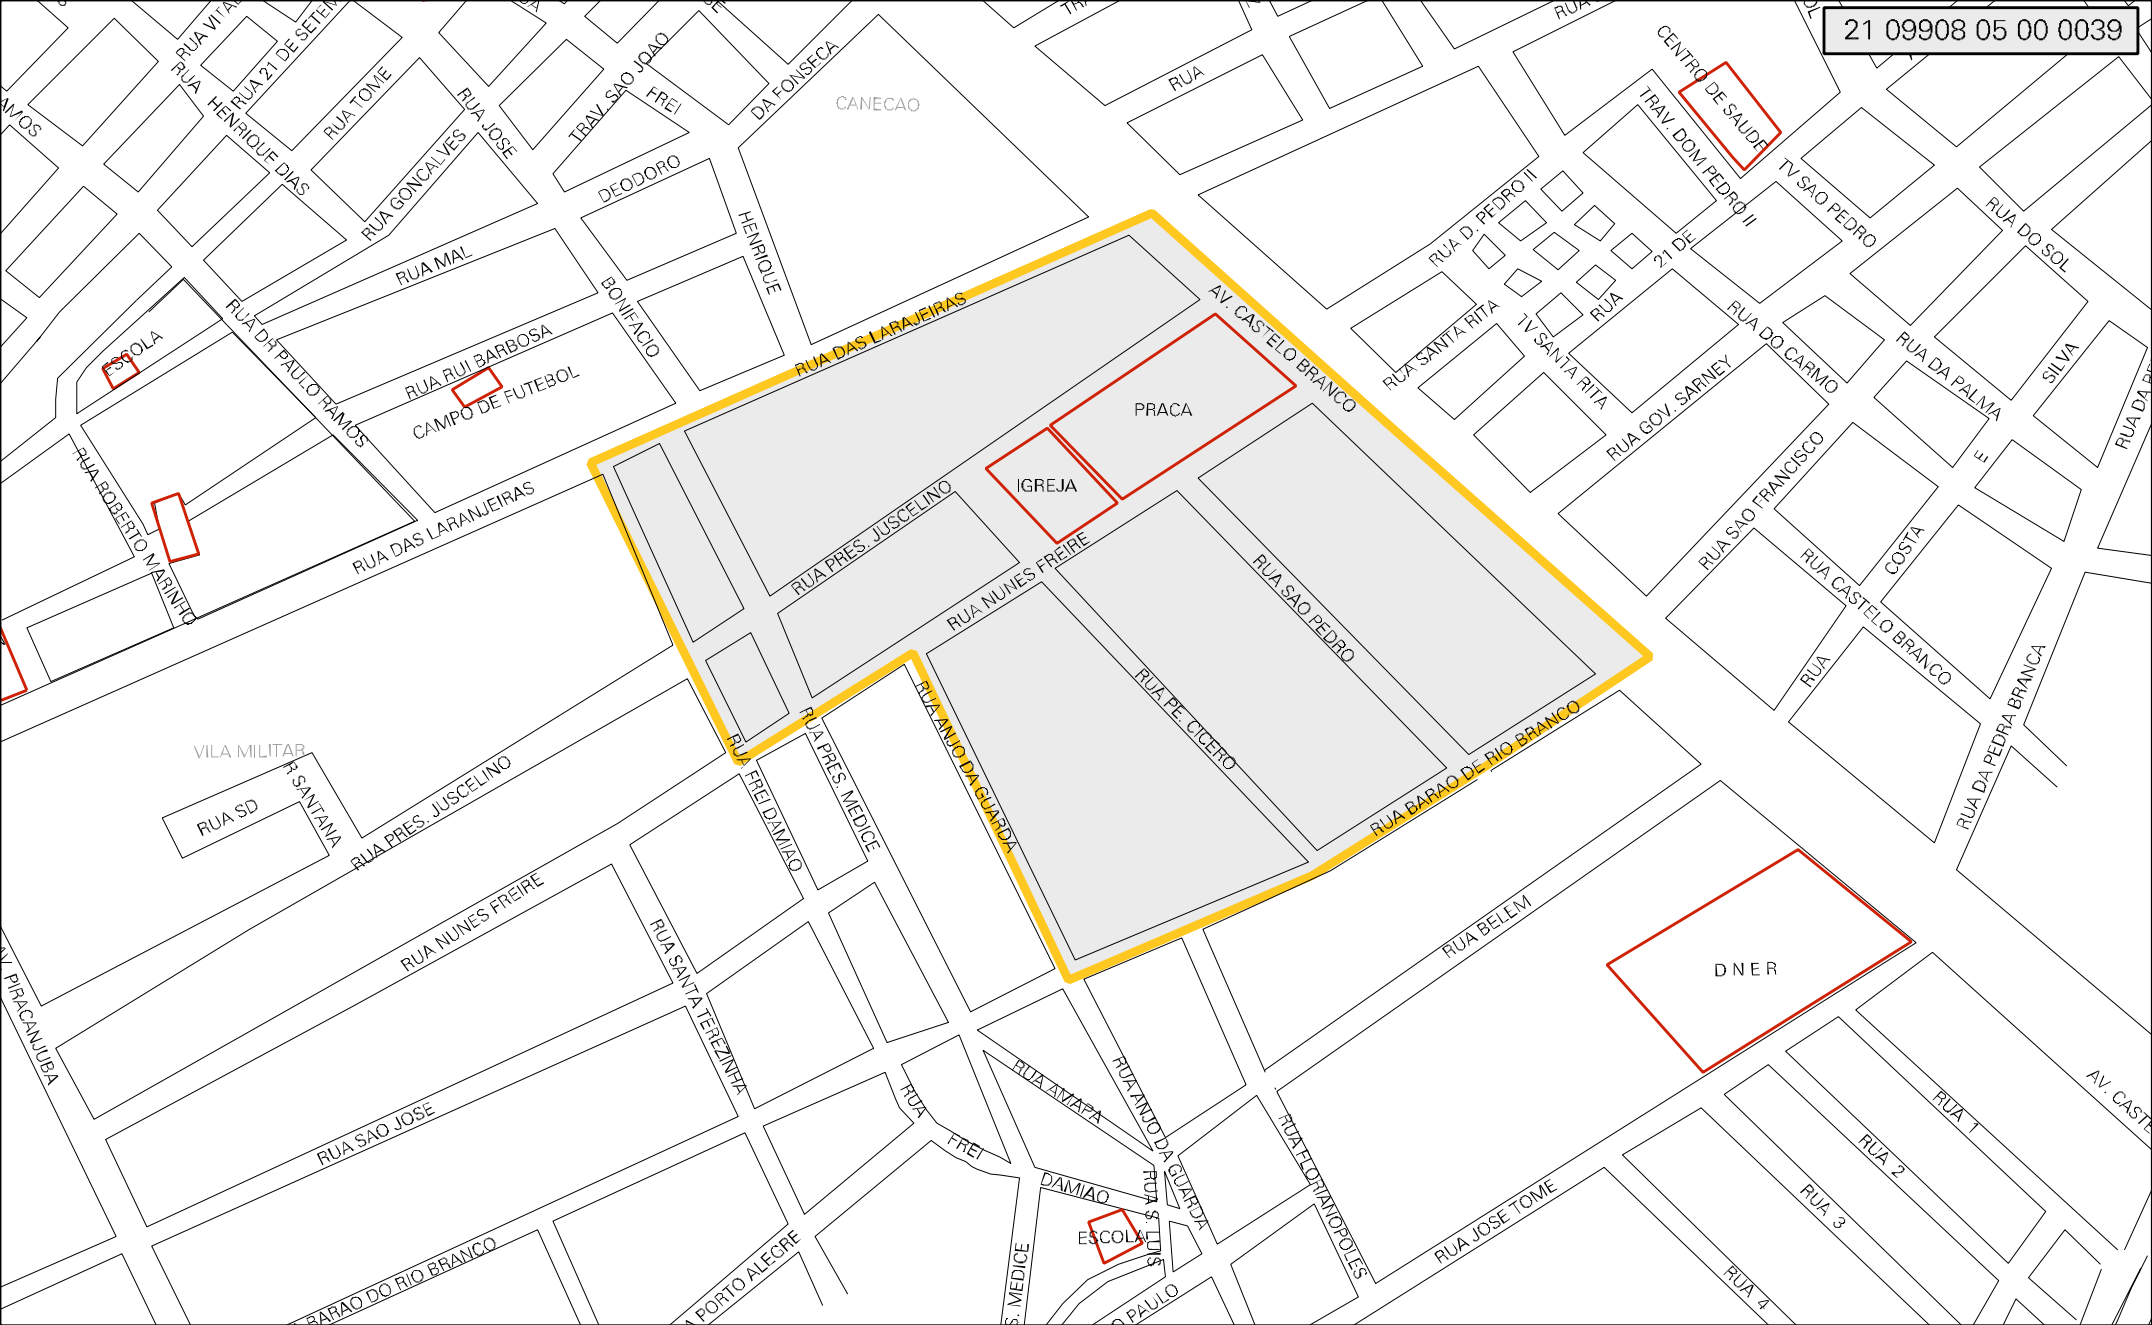 21 09908 05 00 0039
RUA
HENRIQUE DIAS
RUA 21 DE SETEM
RUA TOME
RUA JOSE
RUA GONCALVES
TRAV. SAO JOAO
FREI
DA FONSECA
DEODORO
HENRIQUE
CANECAO
RUA
CENTRO DE SAUDE
TRAV. DOM PEDRO II
TV SAO PEDRO
RUA D. PEDRO II
RUA DO SOL
RUA 21 DE
RUA MAL
BONIFACIO
RUA DR PAULO RAMOS
ESCOLA
RUA RUI BARBOSA
CAMPO DE FUTEBOL
RUA DAS LARAJEIRAS
AV. CASTELO BRANCO
RUA SANTA RITA
TV SANTA RITA
RUA DO CARMO
RUA DA PALMA
RUA GOV. SARNEY
SILVA
E
COSTA
RUA
PRACA
IGREJA
RUA ROBERTO MARINHO
RUA DAS LARANJEIRAS
RUA PRES. JUSCELINO
RUA NUNES FREIRE
RUA SAO PEDRO
RUA PE. CICERO
RUA SAO FRANCISCO
RUA CASTELO BRANCO
RUA DA PEDRA BRANCA
RUA BARAO DE RIO BRANCO
RUA ANJO DA GUARDA
RUA FREI DAMIAO
RUA PRES. MEDICE
VILA MILITAR
RUA SD
R SANTANA
RUA PRES. JUSCELINO
RUA NUNES FREIRE
RUA SANTA TEREZINHA
AV. PIRACANJUBA
RUA BELEM
DNER
RUA SAO JOSE
RUA
FREI
DAMIAO
RUA AMAPA
RUA ANJO DA GUARDA
RUA S. LUIS
ESCOLA
RUA FLORIANOPOLES
RUA JOSE TOME
RUA 1
RUA 2
RUA 3
RUA 4
AV. CASTE
BARAO DO RIO BRANCO
A PORTO ALEGRE
S. MEDICE
O PAULO